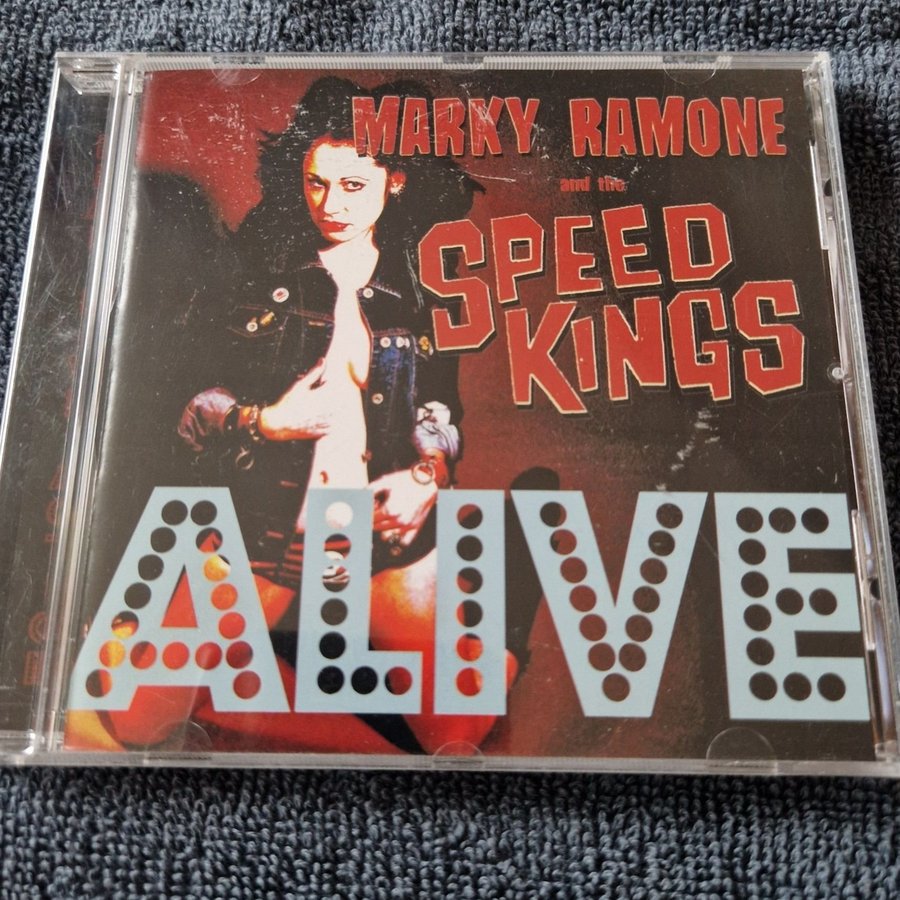 MARKY RAMONE
and the
SPEED
KINGS
ALIVE